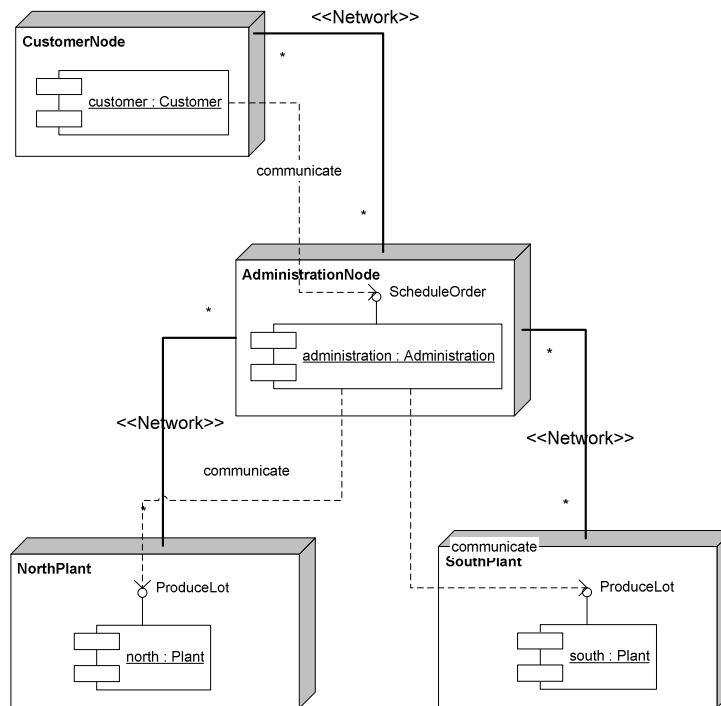 <<Network>>
CustomerNode
*
customer : Customer
communicate
*
AdministrationNode
ScheduleOrder
*
administration : Administration
*
<<Network>>
<<Network>>
communicate
*
*
communicate
NorthPlant
SouthPlant
ProduceLot
ProduceLot
north : Plant
south : Plant